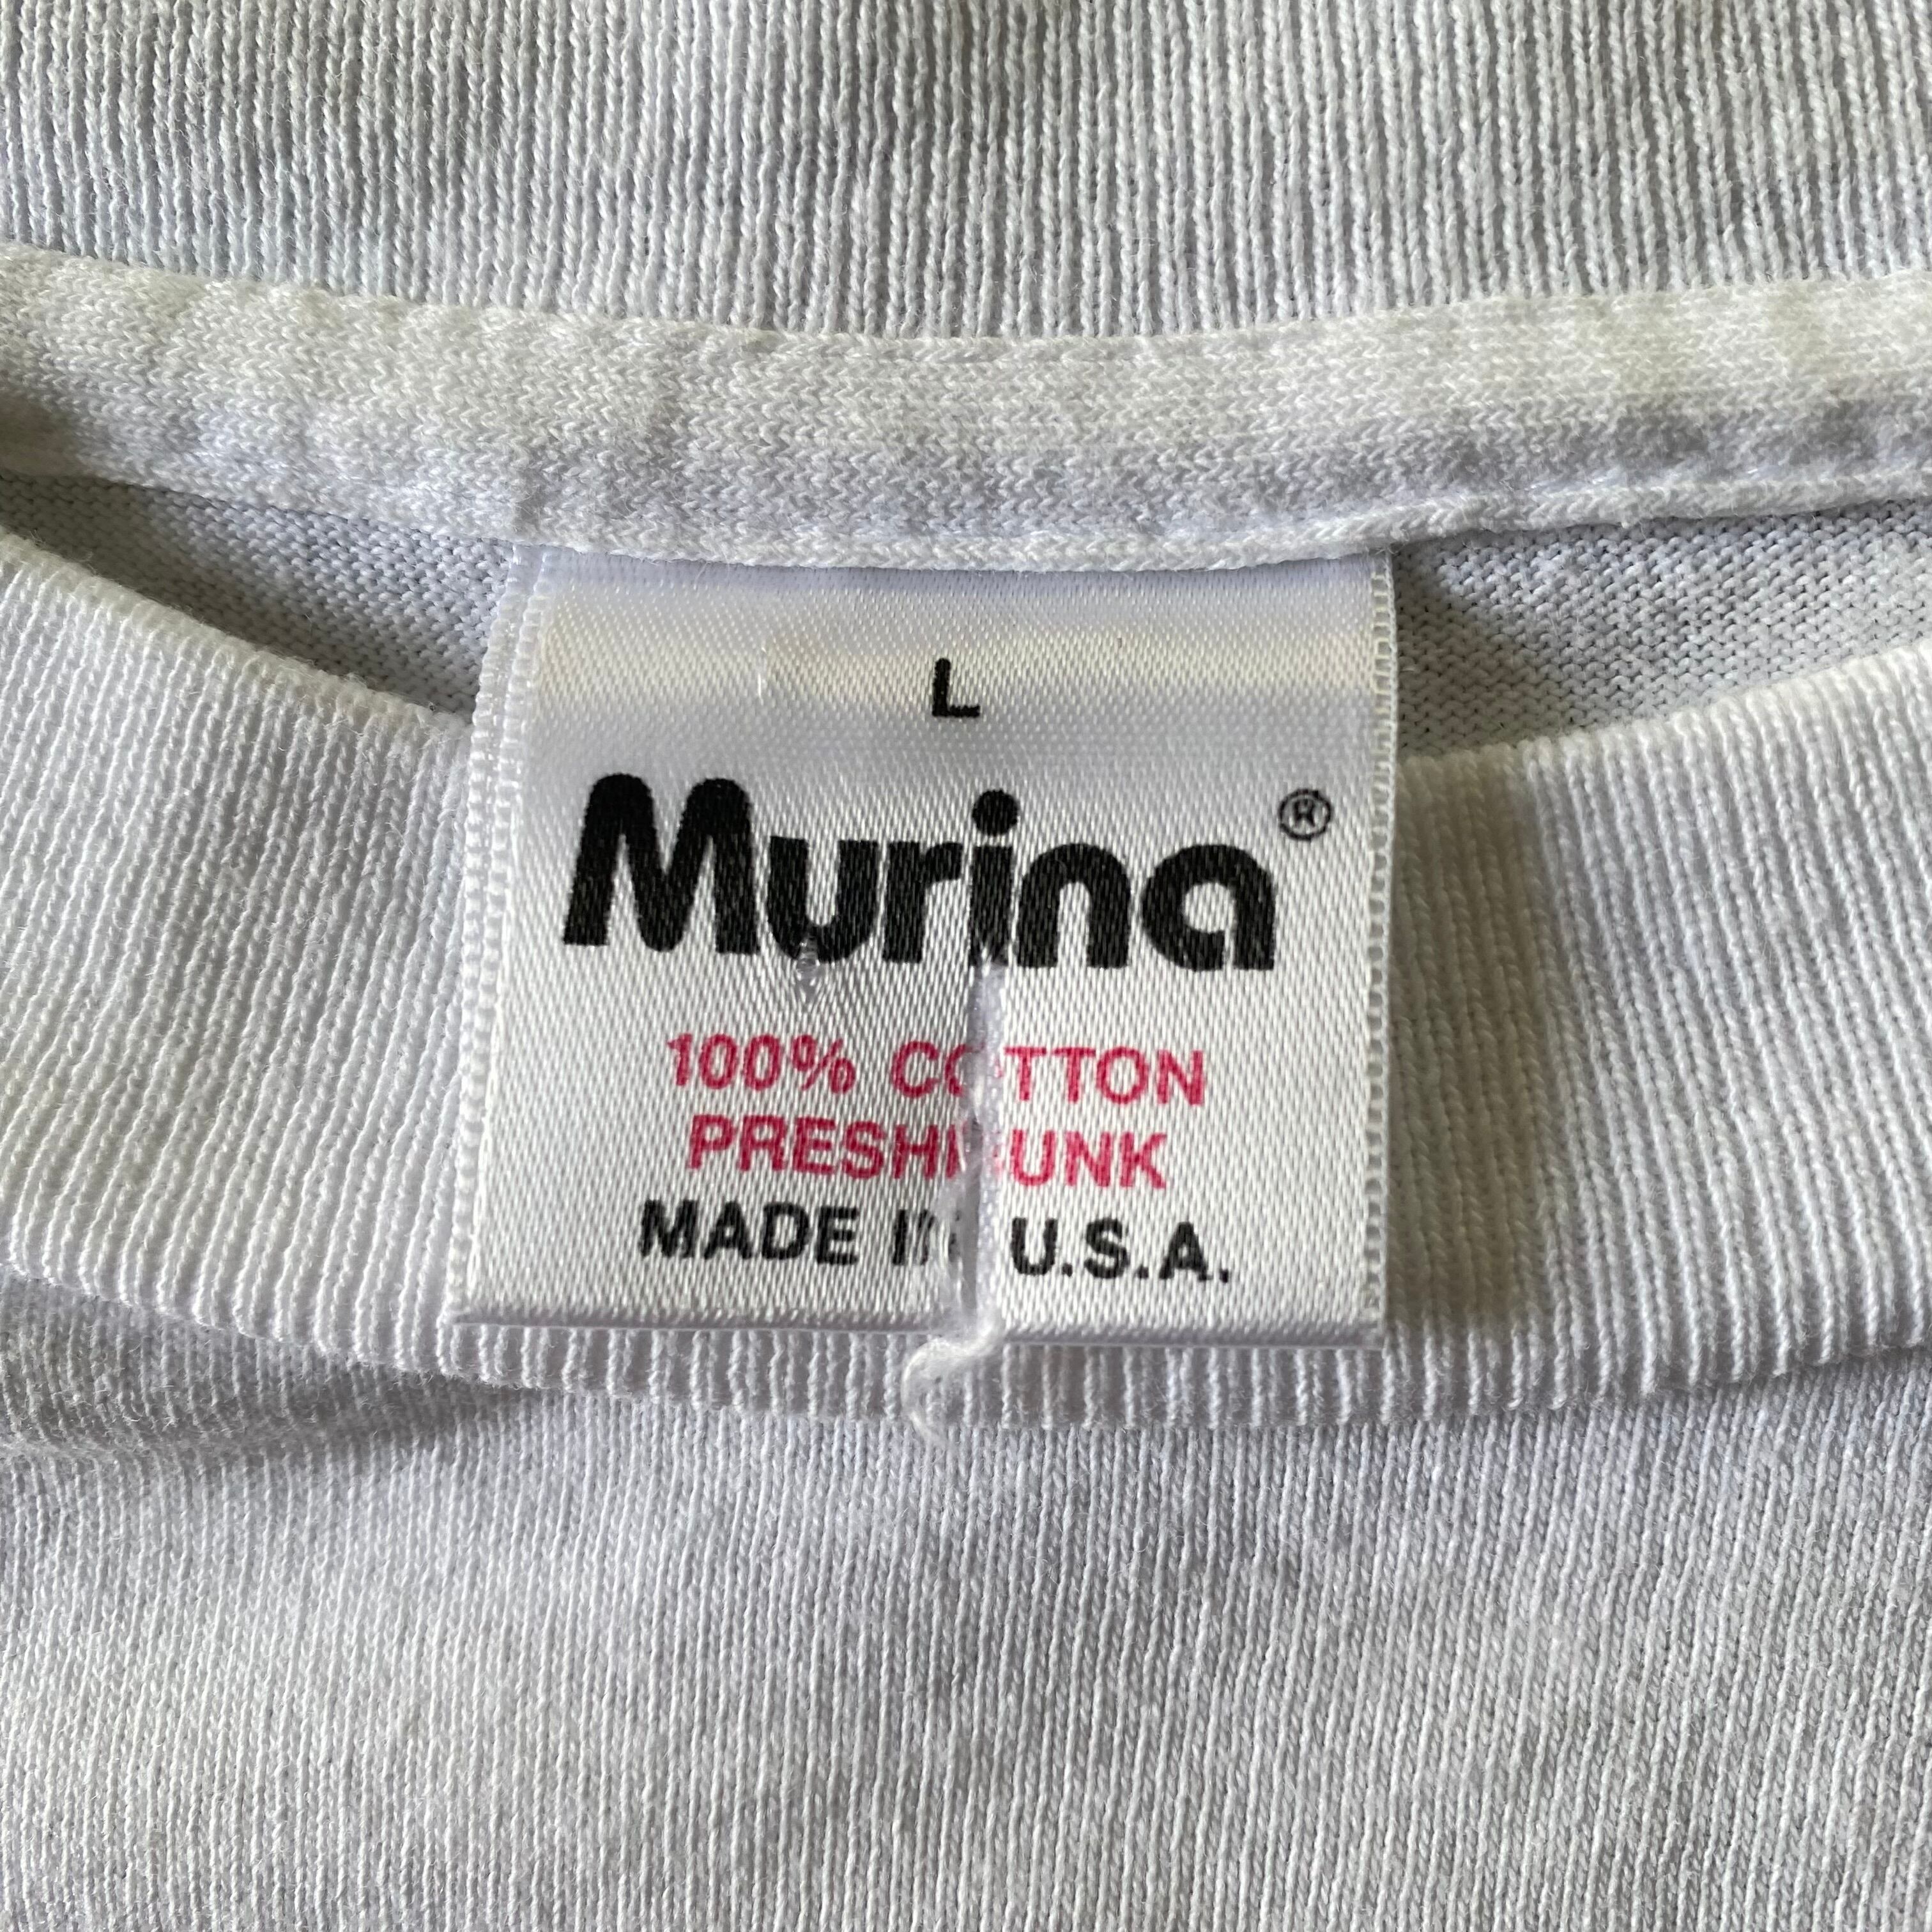 L
Murina®
100% COTTON
PRESHRUNK
MADE IN U.S.A.